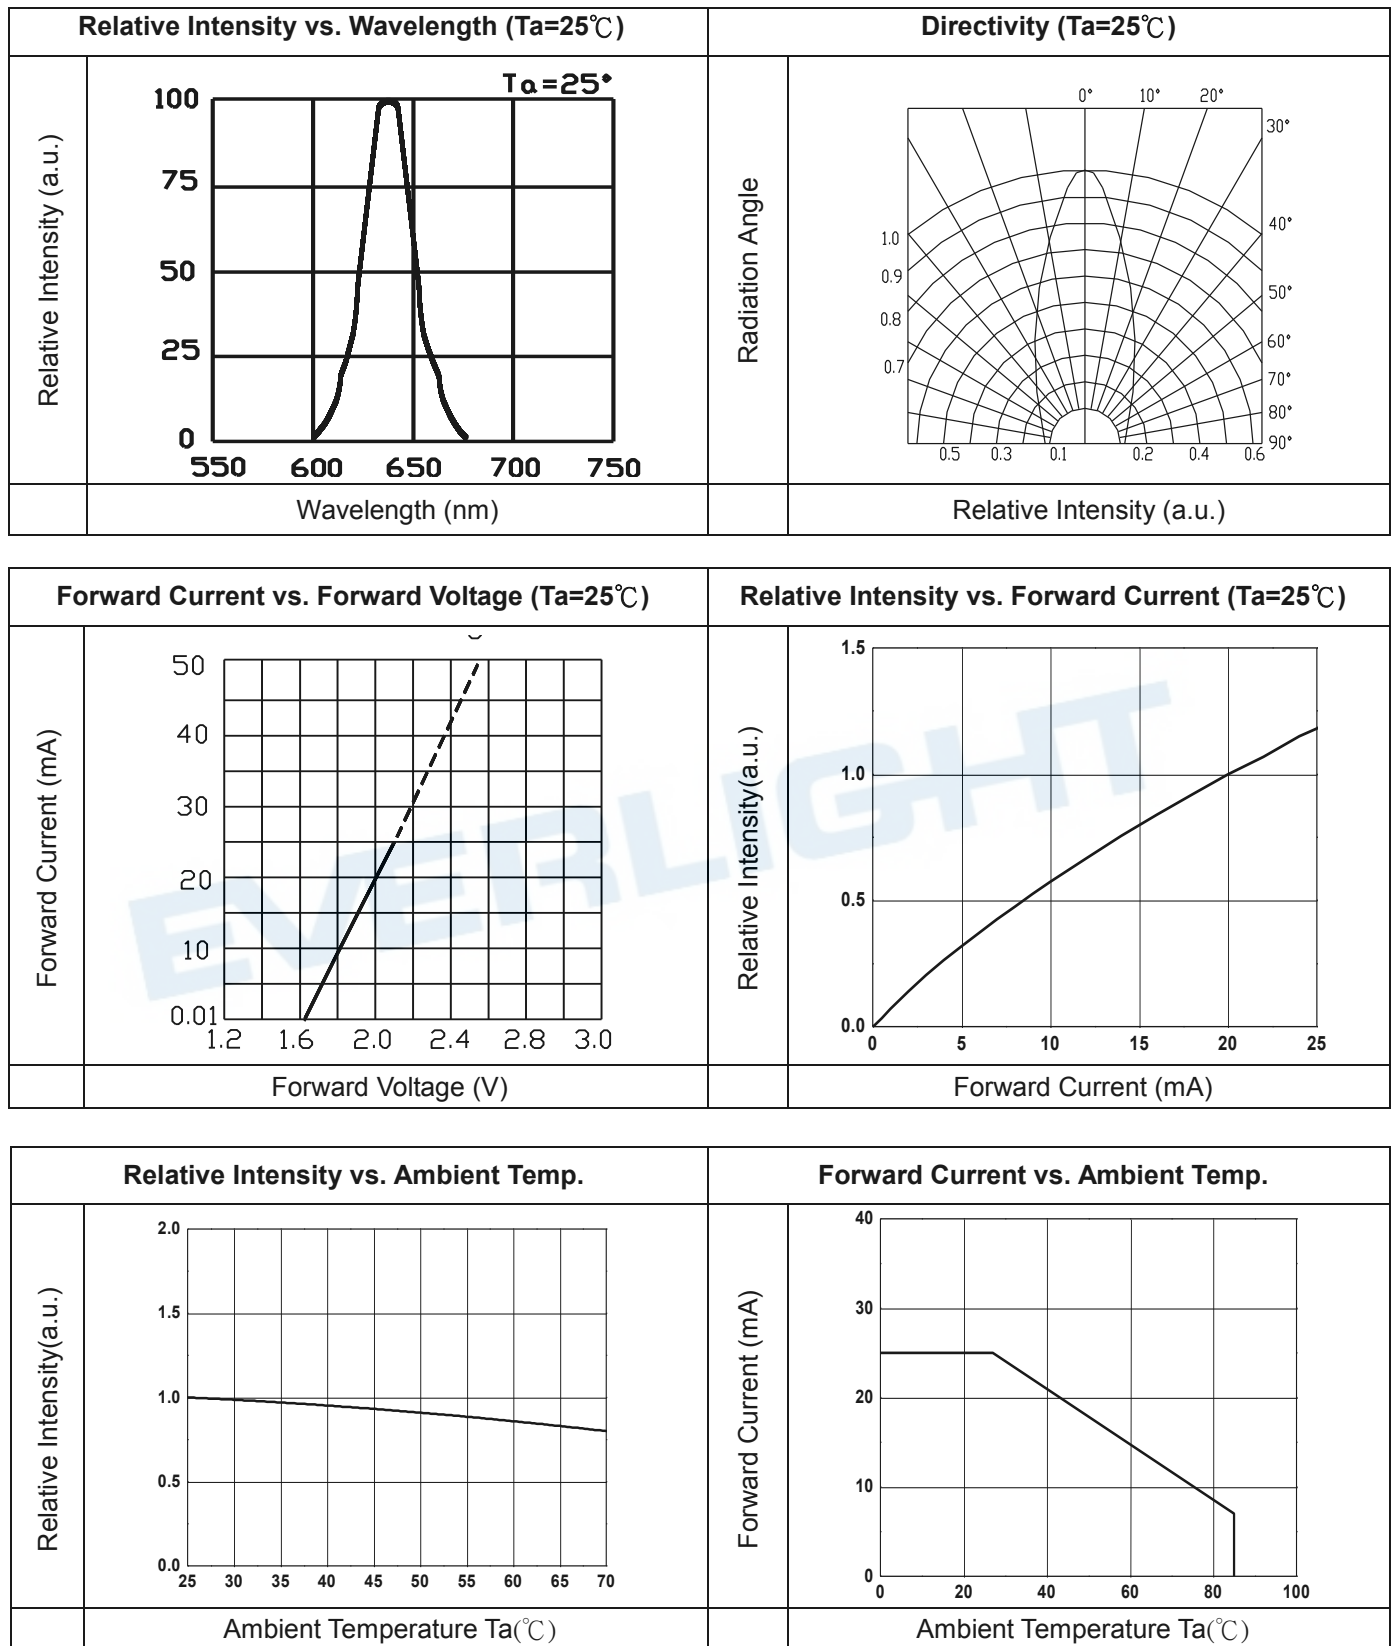 Relative Intensity vs. Wavelength (Ta=25℃)
Directivity (Ta=25℃)
Relative Intensity (a.u.)
Ta=25°
100
75
50
25
0
550 600 650 700 750
Wavelength (nm)
Radiation Angle
0° 10° 20°
30°
40°
50°
60°
70°
80°
90°
1.0
0.9
0.8
0.7
0.5 0.3 0.1 0.2 0.4 0.6
Relative Intensity (a.u.)
Forward Current vs. Forward Voltage (Ta=25℃)
Relative Intensity vs. Forward Current (Ta=25℃)
Forward Current (mA)
50
40
30
20
10
0.01
1.2 1.6 2.0 2.4 2.8 3.0
Forward Voltage (V)
Relative Intensity(a.u.)
1.5
1.0
0.5
0.0
0 5 10 15 20 25
Forward Current (mA)
EVERLIGHT
Relative Intensity vs. Ambient Temp.
Forward Current vs. Ambient Temp.
Relative Intensity(a.u.)
2.0
1.5
1.0
0.5
0.0
25 30 35 40 45 50 55 60 65 70
Ambient Temperature Ta(℃)
Forward Current (mA)
40
30
20
10
0
0 20 40 60 80 100
Ambient Temperature Ta(℃)